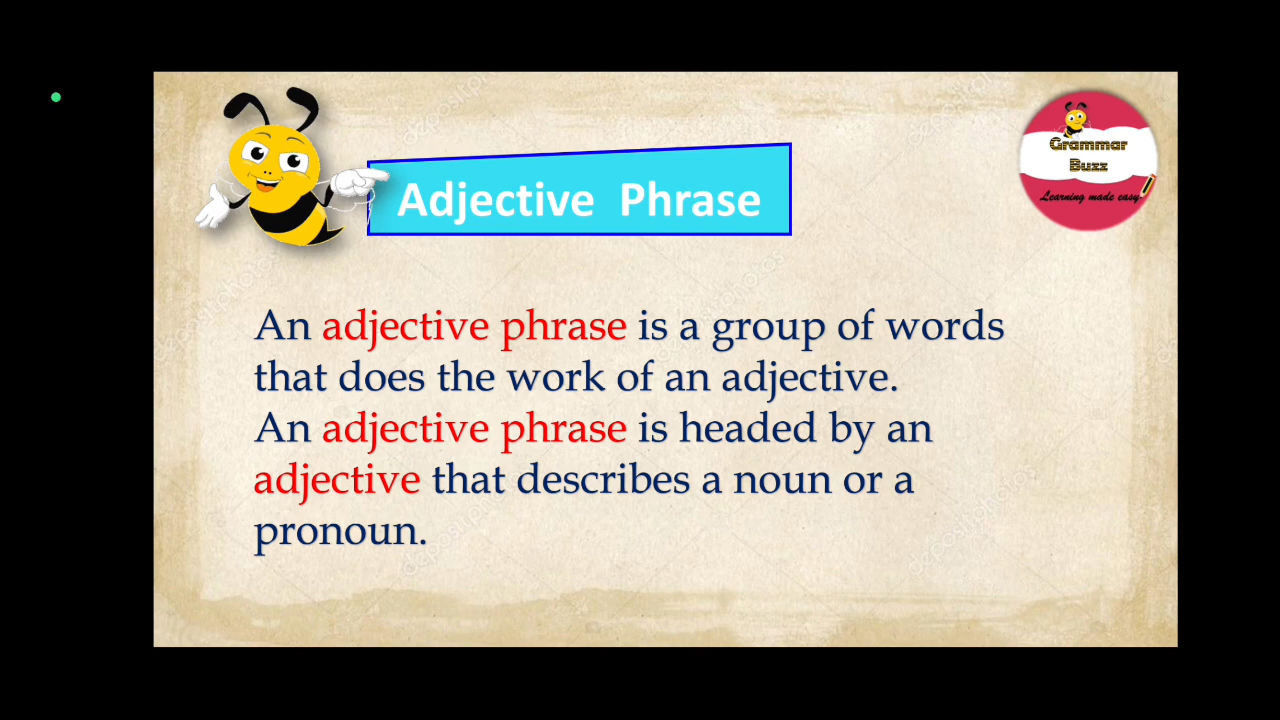 Adjective Phrase
Grammar
Buzz
Learning made easy
An adjective phrase is a group of words
that does the work of an adjective.
An adjective phrase is headed by an
adjective that describes a noun or a
pronoun.
depositphotos